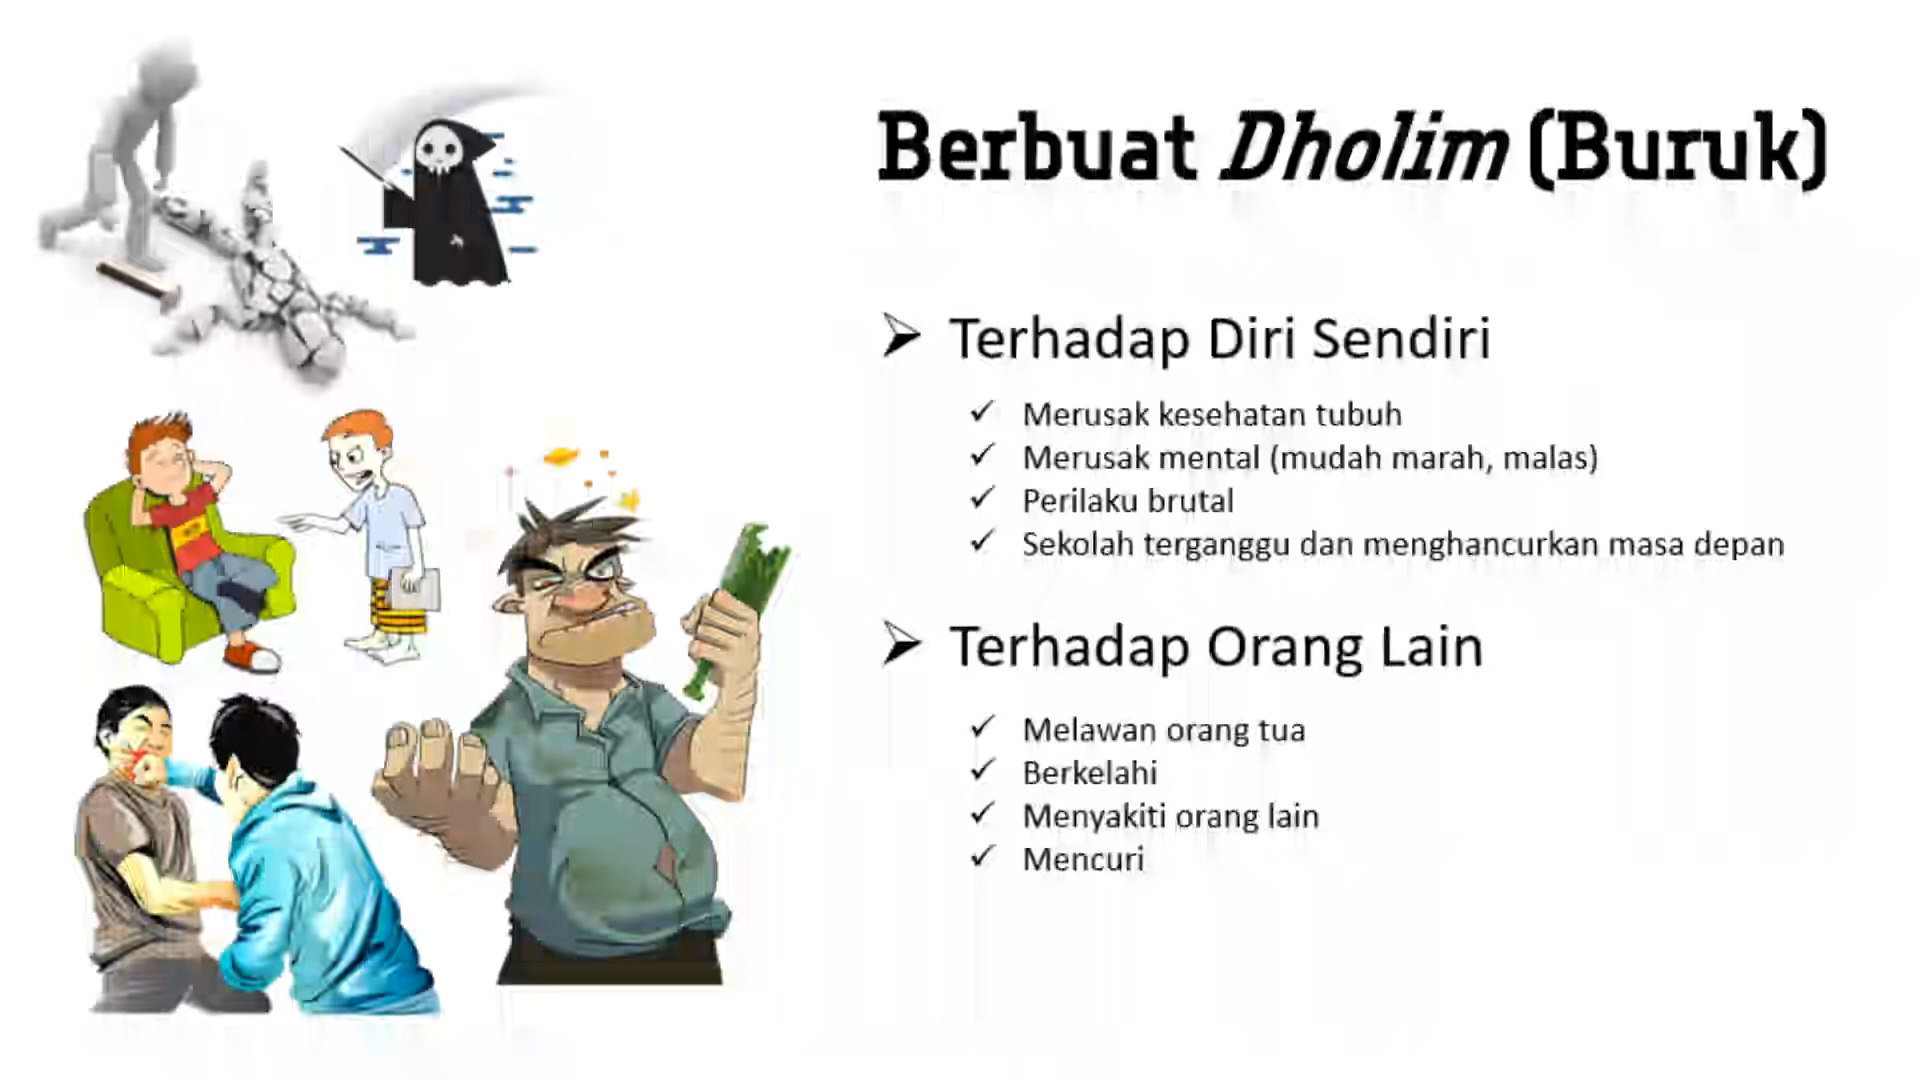 Berbuat Dholim (Buruk)
Terhadap Diri Sendiri
Merusak kesehatan tubuh
Merusak mental (mudah marah, malas)
Perilaku brutal
Sekolah terganggu dan menghancurkan masa depan
Terhadap Orang Lain
Melawan orang tua
Berkelahi
Menyakiti orang lain
Mencuri